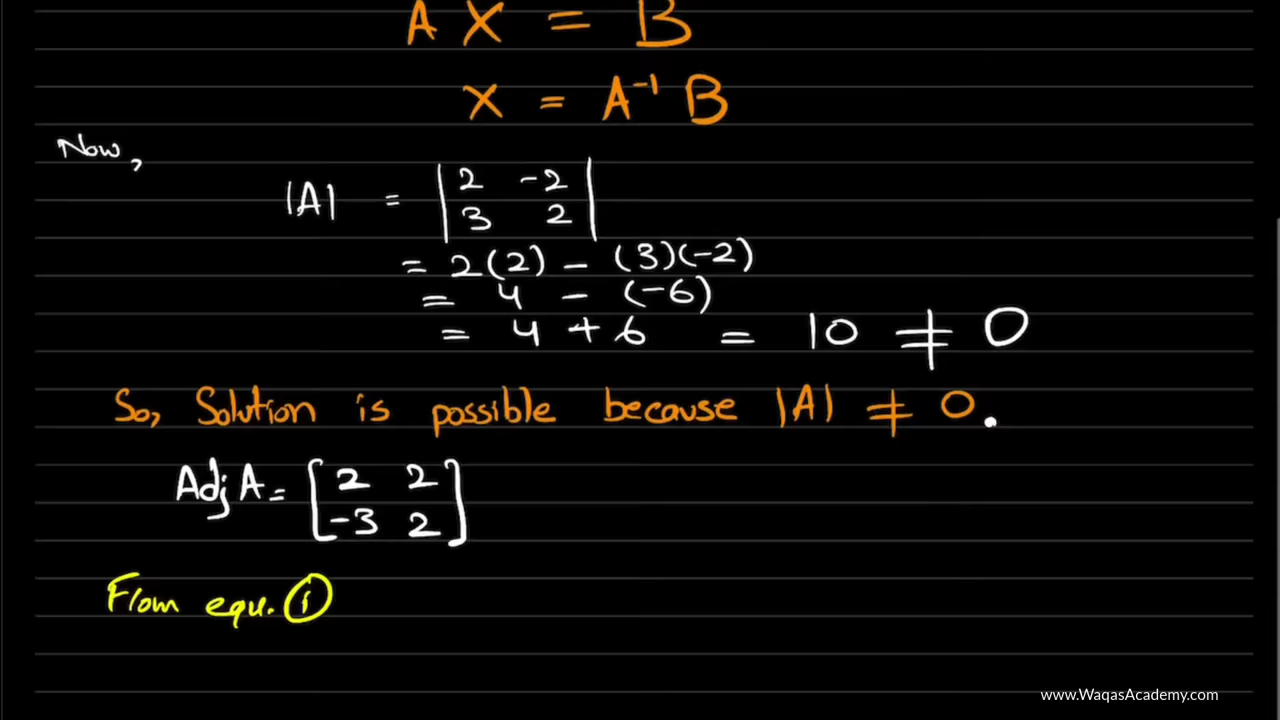 A X = B
X = A⁻¹ B
Now,
|A| = | 2 -2 |
| 3 2 |
= 2(2) - (3)(-2)
= 4 - (-6)
= 4 + 6 = 10 ≠ 0
So, Solution is possible because |A| ≠ 0.
Adj A = [ 2 2 ]
[ -3 2 ]
From equ. (i)
www.WaqasAcademy.com